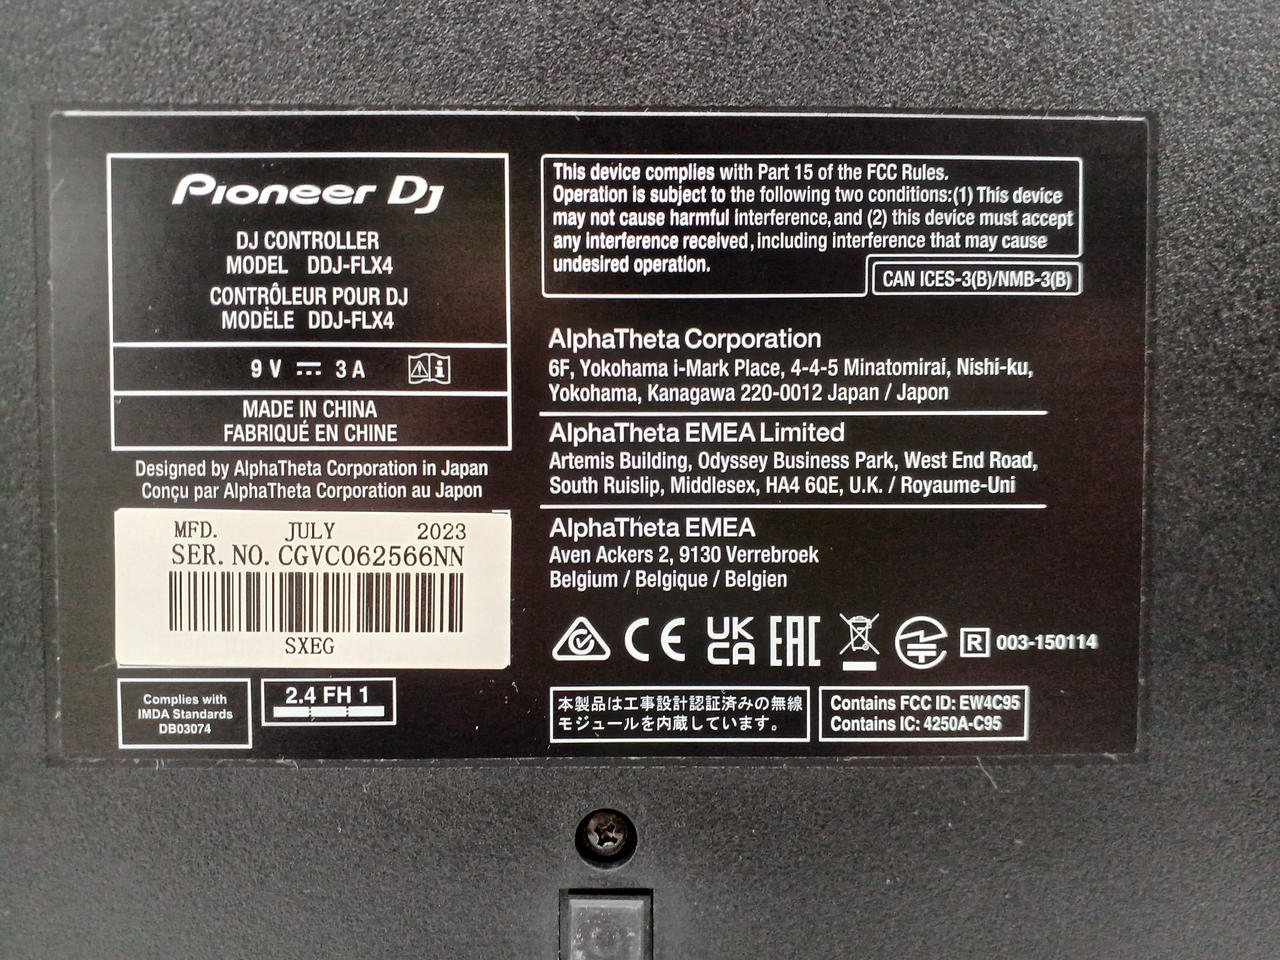 Pioneer Dj
DJ CONTROLLER
MODEL DDJ-FLX4
CONTRÔLEUR POUR DJ
MODÈLE DDJ-FLX4
9 V 3 A
MADE IN CHINA
FABRIQUÉ EN CHINE
Designed by AlphaTheta Corporation in Japan
Conçu par AlphaTheta Corporation au Japon
MFD. JULY 2023
SER. NO. CGVC062566NN
SXEG
Complies with
IMDA Standards
DB03074
2.4 FH 1
This device complies with Part 15 of the FCC Rules.
Operation is subject to the following two conditions:(1) This device
may not cause harmful interference, and (2) this device must accept
any interference received, including interference that may cause
undesired operation.
CAN ICES-3(B)/NMB-3(B)
AlphaTheta Corporation
6F, Yokohama i-Mark Place, 4-4-5 Minatomirai, Nishi-ku,
Yokohama, Kanagawa 220-0012 Japan / Japon
AlphaTheta EMEA Limited
Artemis Building, Odyssey Business Park, West End Road,
South Ruislip, Middlesex, HA4 6QE, U.K. / Royaume-Uni
AlphaTheta EMEA
Aven Ackers 2, 9130 Verrebroek
Belgium / Belgique / Belgien
CE UK CA EAC R 003-150114
本製品は工事設計認証済みの無線
モジュールを内蔵しています。
Contains FCC ID: EW4C95
Contains IC: 4250A-C95